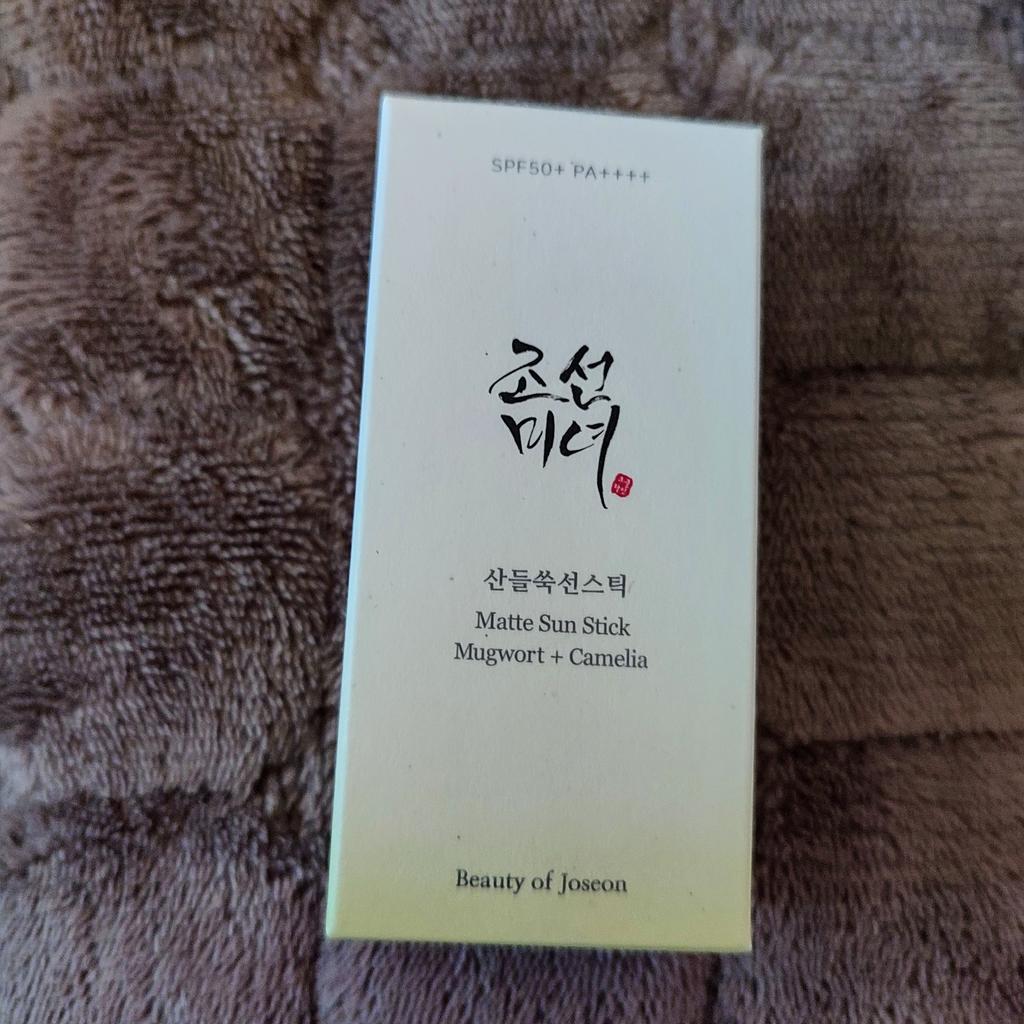 SPF50+ PA++++
조선
미녀
산들쑥선스틱
Matte Sun Stick
Mugwort + Camelia
Beauty of Joseon